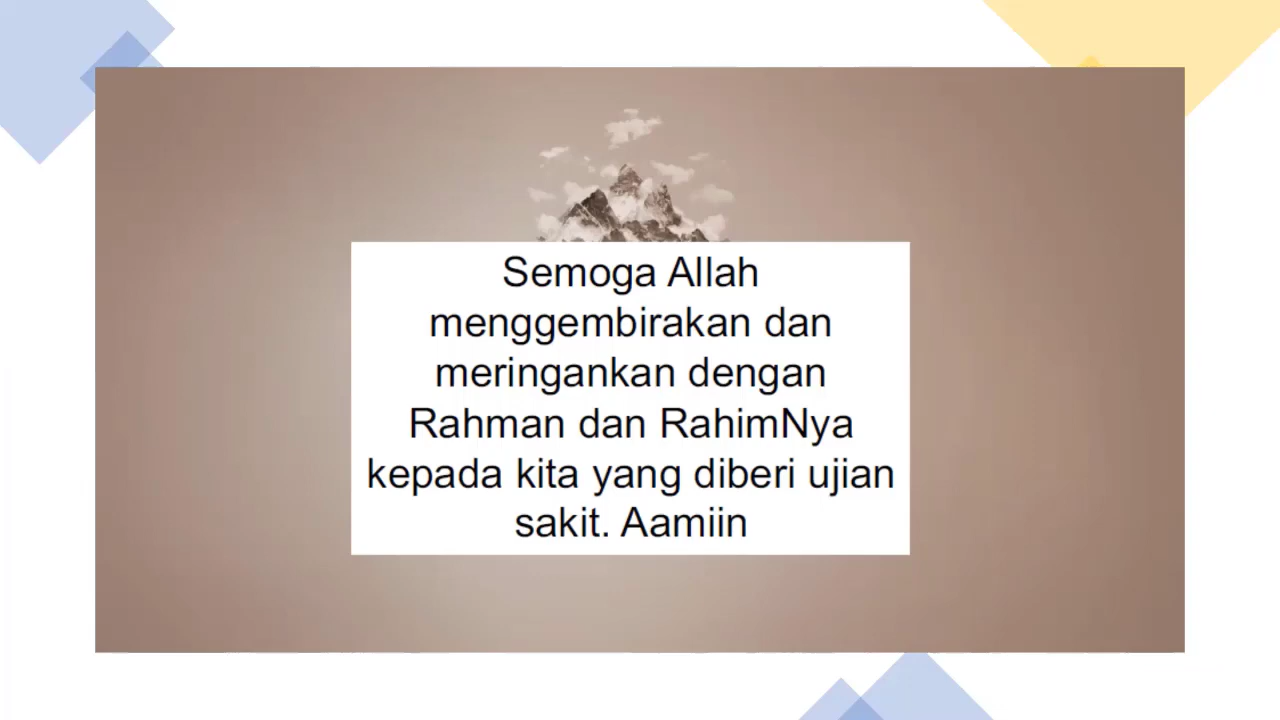 Semoga Allah
menggembirakan dan
meringankan dengan
Rahman dan RahimNya
kepada kita yang diberi ujian
sakit. Aamiin